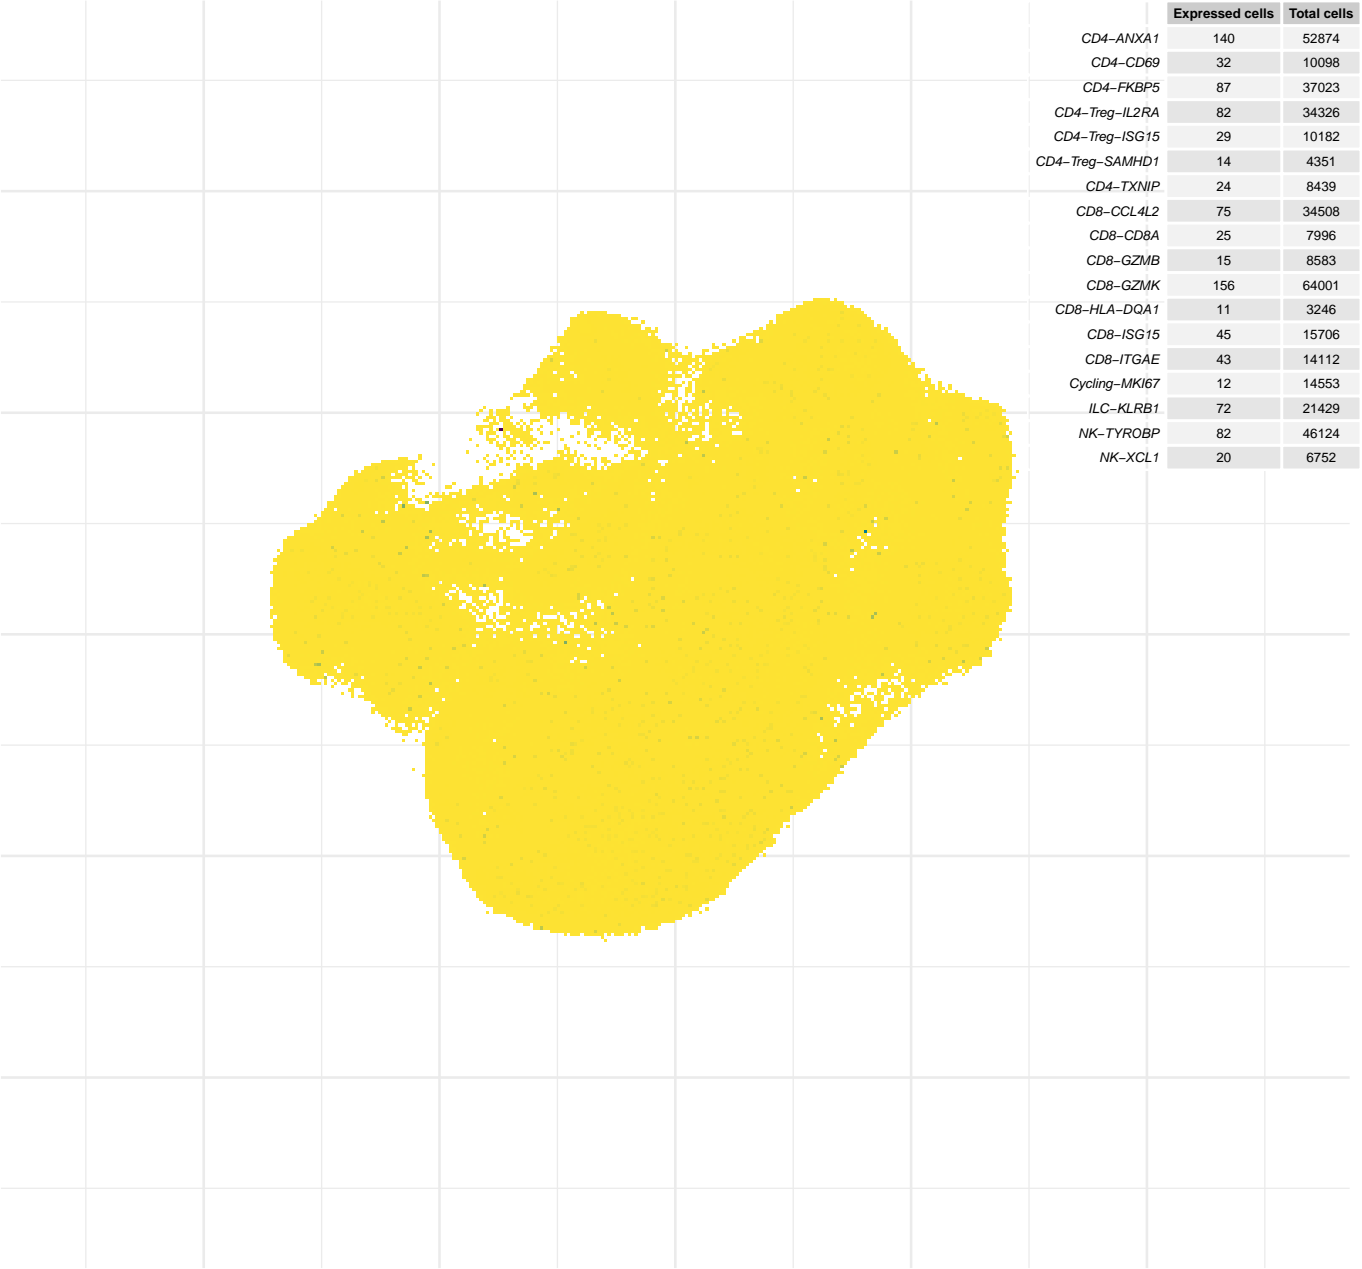 Expressed cells Total cells
CD4−ANXA1 140 52874
CD4−CD69 32 10098
CD4−FKBP5 87 37023
CD4−Treg−IL2RA 82 34326
CD4−Treg−ISG15 29 10182
CD4−Treg−SAMHD1 14 4351
CD4−TXNIP 24 8439
CD8−CCL4L2 75 34508
CD8−CD8A 25 7996
CD8−GZMB 15 8583
CD8−GZMK 156 64001
CD8−HLA−DQA1 11 3246
CD8−ISG15 45 15706
CD8−ITGAE 43 14112
Cycling−MKI67 12 14553
ILC−KLRB1 72 21429
NK−TYROBP 82 46124
NK−XCL1 20 6752